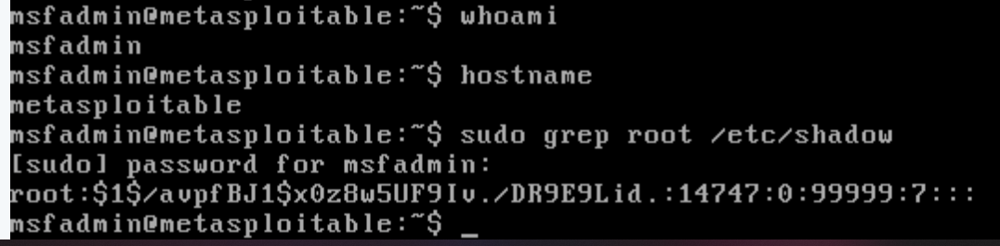 msfadmin@metasploitable:~$ whoami
msfadmin
msfadmin@metasploitable:~$ hostname
metasploitable
msfadmin@metasploitable:~$ sudo grep root /etc/shadow
[sudo] password for msfadmin:
root:$1$/avpfBJ1$x0z8w5UF9Iv./DR9E9Lid.:14747:0:99999:7:::
msfadmin@metasploitable:~$ _